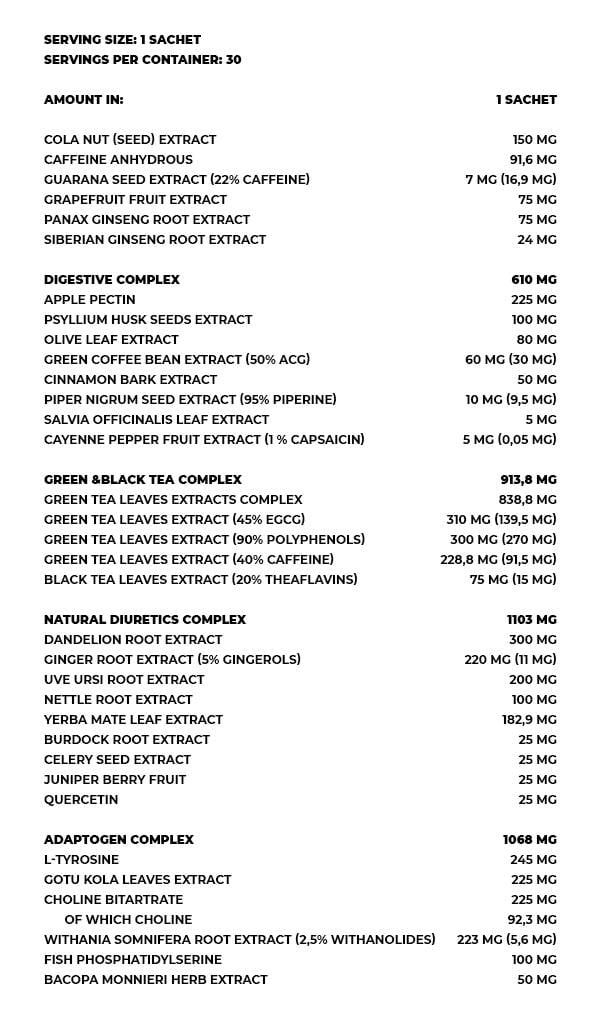 SERVING SIZE: 1 SACHET
SERVINGS PER CONTAINER: 30
AMOUNT IN: 1 SACHET
COLA NUT (SEED) EXTRACT 150 MG
CAFFEINE ANHYDROUS 91,6 MG
GUARANA SEED EXTRACT (22% CAFFEINE) 7 MG (16,9 MG)
GRAPEFRUIT FRUIT EXTRACT 75 MG
PANAX GINSENG ROOT EXTRACT 75 MG
SIBERIAN GINSENG ROOT EXTRACT 24 MG
DIGESTIVE COMPLEX 610 MG
APPLE PECTIN 225 MG
PSYLLIUM HUSK SEEDS EXTRACT 100 MG
OLIVE LEAF EXTRACT 80 MG
GREEN COFFEE BEAN EXTRACT (50% ACG) 60 MG (30 MG)
CINNAMON BARK EXTRACT 50 MG
PIPER NIGRUM SEED EXTRACT (95% PIPERINE) 10 MG (9,5 MG)
SALVIA OFFICINALIS LEAF EXTRACT 5 MG
CAYENNE PEPPER FRUIT EXTRACT (1 % CAPSAICIN) 5 MG (0,05 MG)
GREEN &BLACK TEA COMPLEX 913,8 MG
GREEN TEA LEAVES EXTRACTS COMPLEX 838,8 MG
GREEN TEA LEAVES EXTRACT (45% EGCG) 310 MG (139,5 MG)
GREEN TEA LEAVES EXTRACT (90% POLYPHENOLS) 300 MG (270 MG)
GREEN TEA LEAVES EXTRACT (40% CAFFEINE) 228,8 MG (91,5 MG)
BLACK TEA LEAVES EXTRACT (20% THEAFLAVINS) 75 MG (15 MG)
NATURAL DIURETICS COMPLEX 1103 MG
DANDELION ROOT EXTRACT 300 MG
GINGER ROOT EXTRACT (5% GINGEROLS) 220 MG (11 MG)
UVE URSI ROOT EXTRACT 200 MG
NETTLE ROOT EXTRACT 100 MG
YERBA MATE LEAF EXTRACT 182,9 MG
BURDOCK ROOT EXTRACT 25 MG
CELERY SEED EXTRACT 25 MG
JUNIPER BERRY FRUIT 25 MG
QUERCETIN 25 MG
ADAPTOGEN COMPLEX 1068 MG
L-TYROSINE 245 MG
GOTU KOLA LEAVES EXTRACT 225 MG
CHOLINE BITARTRATE 225 MG
OF WHICH CHOLINE 92,3 MG
WITHANIA SOMNIFERA ROOT EXTRACT (2,5% WITHANOLIDES) 223 MG (5,6 MG)
FISH PHOSPHATIDYLSERINE 100 MG
BACOPA MONNIERI HERB EXTRACT 50 MG